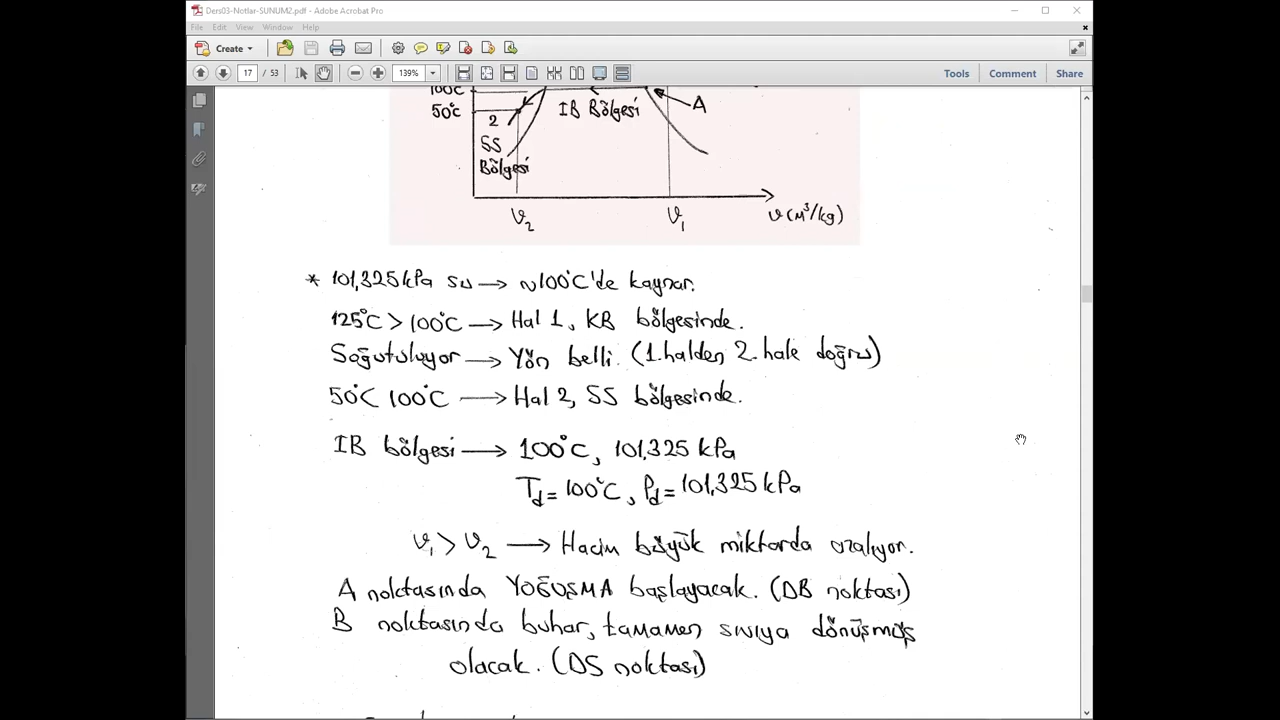 Ders03-Notlar-SUNUM2.pdf - Adobe Acrobat Pro
File Edit View Window Help
Create
17 / 53 139% Tools Comment Share
100°C
50°C
2
IB Bölgesi
A
SS
Bölgesi
v2 v1 v (m³/kg)
* 101,325 kPa su → ~100°C'de kaynar.
125°C > 100°C → Hal 1, KB bölgesinde.
Soğutuluyor → Yön belli. (1.halden 2.hale doğru)
50°C < 100°C → Hal 2, SS bölgesinde.
IB bölgesi → 100°C, 101,325 kPa
Td = 100°C, Pd = 101,325 kPa
v1 > v2 → Hacim büyük miktarda azalıyor.
A noktasında YOĞUŞMA başlayacak. (DB noktası)
B noktasında buhar, tamamen sıvıya dönüşmüş
olacak. (DS noktası)